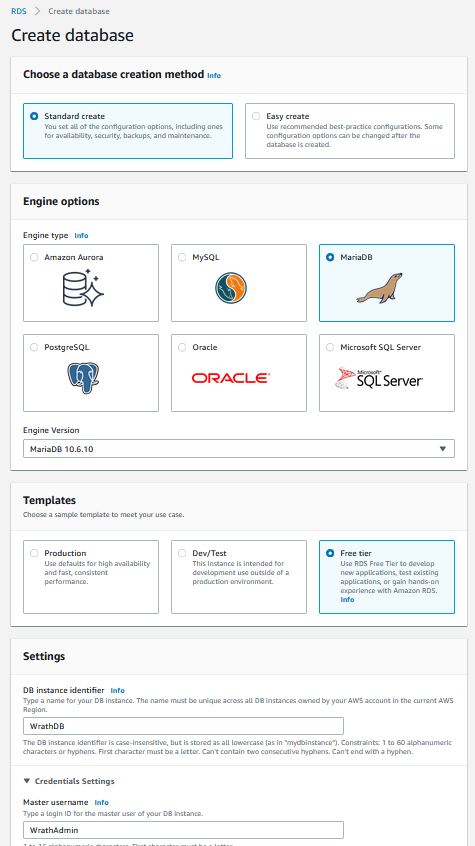 RDS > Create database
Create database
Choose a database creation method Info
Standard create
You set all of the configuration options, including ones
for availability, security, backups, and maintenance.
Easy create
Use recommended best-practice configurations. Some
configuration options can be changed after the
database is created.
Engine options
Engine type Info
Amazon Aurora
MySQL
MariaDB
PostgreSQL
Oracle
ORACLE
Microsoft SQL Server
Microsoft
SQL Server
Engine Version
MariaDB 10.6.10
Templates
Choose a sample template to meet your use case.
Production
Use defaults for high availability
and fast, consistent
performance.
Dev/Test
This instance is intended for
development use outside of a
production environment.
Free tier
Use RDS Free Tier to develop
new applications, test existing
applications, or gain hands-on
experience with Amazon RDS.
Info
Settings
DB instance identifier Info
Type a name for your DB instance. The name must be unique across all DB instances owned by your AWS account in the current AWS
Region.
WrathDB
The DB instance identifier is case-insensitive, but is stored as all lowercase (as in "mydbinstance"). Constraints: 1 to 60 alphanumeric
characters or hyphens. First character must be a letter. Can't contain two consecutive hyphens. Can't end with a hyphen.
Credentials Settings
Master username Info
Type a login ID for the master user of your DB instance.
WrathAdmin